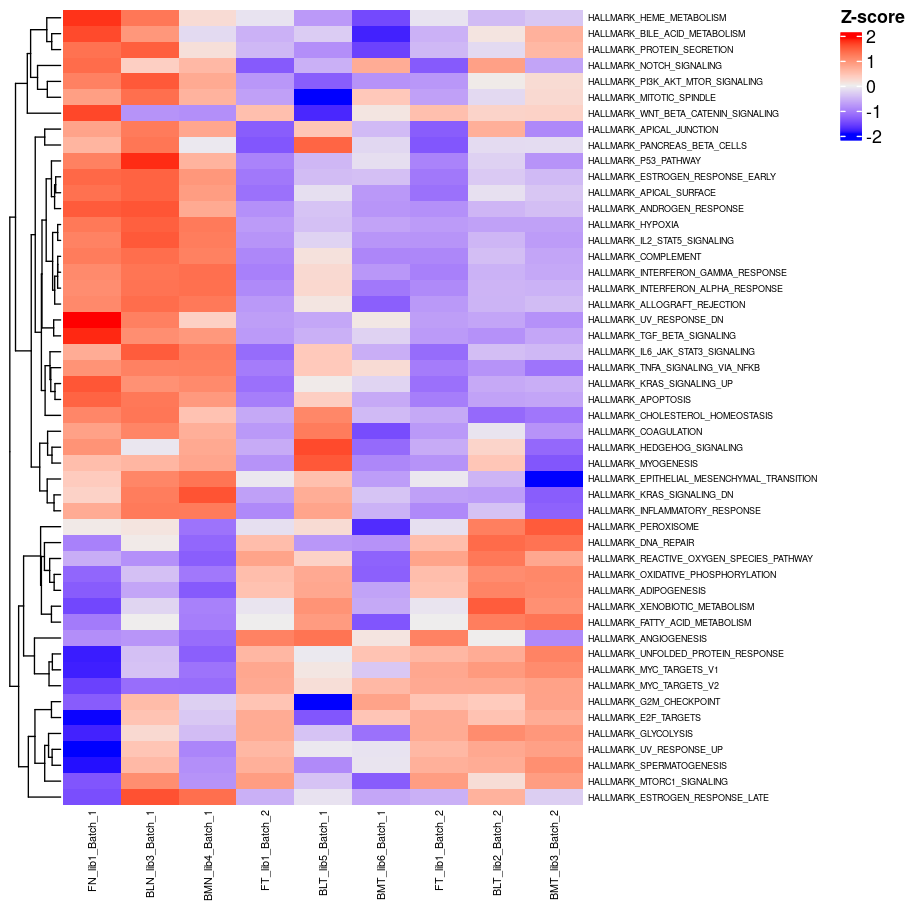 Z-score
2
1
0
-1
-2
HALLMARK_HEME_METABOLISM
HALLMARK_BILE_ACID_METABOLISM
HALLMARK_PROTEIN_SECRETION
HALLMARK_NOTCH_SIGNALING
HALLMARK_PI3K_AKT_MTOR_SIGNALING
HALLMARK_MITOTIC_SPINDLE
HALLMARK_WNT_BETA_CATENIN_SIGNALING
HALLMARK_APICAL_JUNCTION
HALLMARK_PANCREAS_BETA_CELLS
HALLMARK_P53_PATHWAY
HALLMARK_ESTROGEN_RESPONSE_EARLY
HALLMARK_APICAL_SURFACE
HALLMARK_ANDROGEN_RESPONSE
HALLMARK_HYPOXIA
HALLMARK_IL2_STAT5_SIGNALING
HALLMARK_COMPLEMENT
HALLMARK_INTERFERON_GAMMA_RESPONSE
HALLMARK_INTERFERON_ALPHA_RESPONSE
HALLMARK_ALLOGRAFT_REJECTION
HALLMARK_UV_RESPONSE_DN
HALLMARK_TGF_BETA_SIGNALING
HALLMARK_IL6_JAK_STAT3_SIGNALING
HALLMARK_TNFA_SIGNALING_VIA_NFKB
HALLMARK_KRAS_SIGNALING_UP
HALLMARK_APOPTOSIS
HALLMARK_CHOLESTEROL_HOMEOSTASIS
HALLMARK_COAGULATION
HALLMARK_HEDGEHOG_SIGNALING
HALLMARK_MYOGENESIS
HALLMARK_EPITHELIAL_MESENCHYMAL_TRANSITION
HALLMARK_KRAS_SIGNALING_DN
HALLMARK_INFLAMMATORY_RESPONSE
HALLMARK_PEROXISOME
HALLMARK_DNA_REPAIR
HALLMARK_REACTIVE_OXYGEN_SPECIES_PATHWAY
HALLMARK_OXIDATIVE_PHOSPHORYLATION
HALLMARK_ADIPOGENESIS
HALLMARK_XENOBIOTIC_METABOLISM
HALLMARK_FATTY_ACID_METABOLISM
HALLMARK_ANGIOGENESIS
HALLMARK_UNFOLDED_PROTEIN_RESPONSE
HALLMARK_MYC_TARGETS_V1
HALLMARK_MYC_TARGETS_V2
HALLMARK_G2M_CHECKPOINT
HALLMARK_E2F_TARGETS
HALLMARK_GLYCOLYSIS
HALLMARK_UV_RESPONSE_UP
HALLMARK_SPERMATOGENESIS
HALLMARK_MTORC1_SIGNALING
HALLMARK_ESTROGEN_RESPONSE_LATE
FN_lib1_Batch_1
BLN_lib3_Batch_1
BMN_lib4_Batch_1
FT_lib1_Batch_2
BLT_lib5_Batch_1
BMT_lib6_Batch_1
FT_lib1_Batch_2
BLT_lib2_Batch_2
BMT_lib3_Batch_2